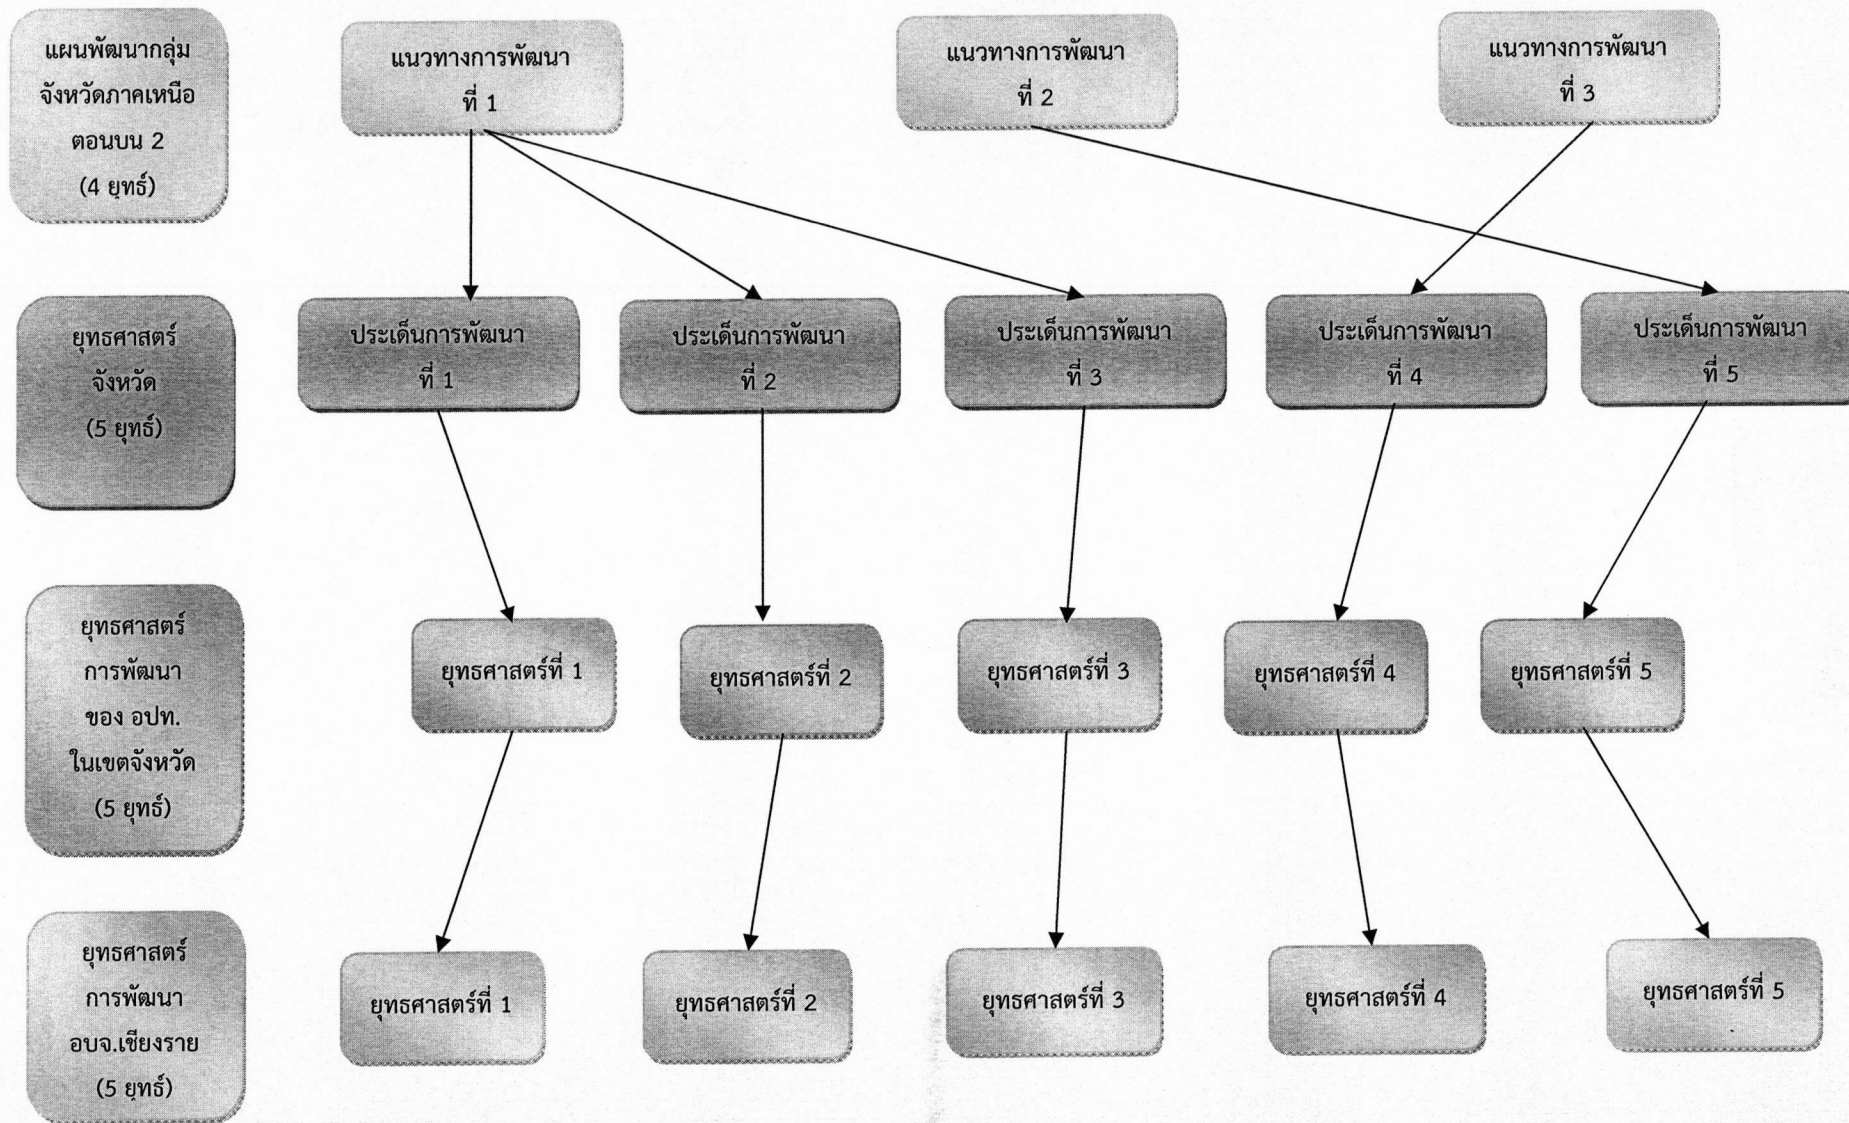 แผนพัฒนากลุ่ม
จังหวัดภาคเหนือ
ตอนบน 2
(4 ยุทธ์)
แนวทางการพัฒนา
ที่ 1
แนวทางการพัฒนา
ที่ 2
แนวทางการพัฒนา
ที่ 3
ยุทธศาสตร์
จังหวัด
(5 ยุทธ์)
ประเด็นการพัฒนา
ที่ 1
ประเด็นการพัฒนา
ที่ 2
ประเด็นการพัฒนา
ที่ 3
ประเด็นการพัฒนา
ที่ 4
ประเด็นการพัฒนา
ที่ 5
ยุทธศาสตร์
การพัฒนา
ของ อปท.
ในเขตจังหวัด
(5 ยุทธ์)
ยุทธศาสตร์ที่ 1
ยุทธศาสตร์ที่ 2
ยุทธศาสตร์ที่ 3
ยุทธศาสตร์ที่ 4
ยุทธศาสตร์ที่ 5
ยุทธศาสตร์
การพัฒนา
อบจ.เชียงราย
(5 ยุทธ์)
ยุทธศาสตร์ที่ 1
ยุทธศาสตร์ที่ 2
ยุทธศาสตร์ที่ 3
ยุทธศาสตร์ที่ 4
ยุทธศาสตร์ที่ 5